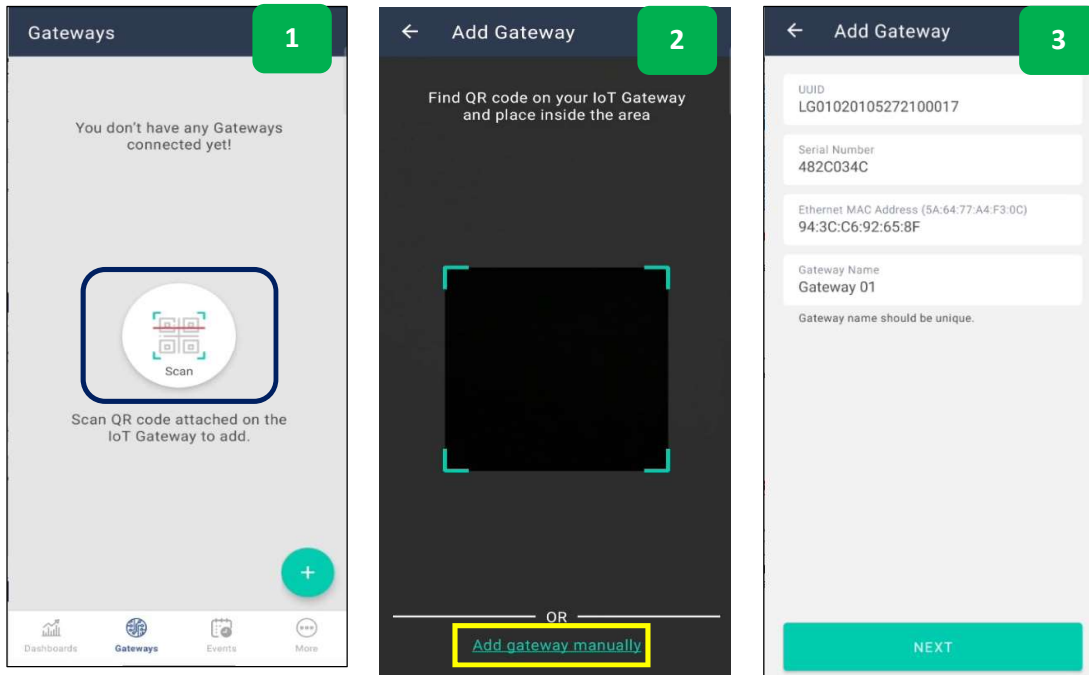 Gateways
1
You don't have any Gateways
connected yet!
Scan
Scan QR code attached on the
IoT Gateway to add.
+
Dashboards
Gateways
Events
More
Add Gateway
2
Find QR code on your IoT Gateway
and place inside the area
OR
Add gateway manually
Add Gateway
3
UUID
LG01020105272100017
Serial Number
482C034C
Ethernet MAC Address (5A:64:77:A4:F3:0C)
94:3C:C6:92:65:8F
Gateway Name
Gateway 01
Gateway name should be unique.
NEXT